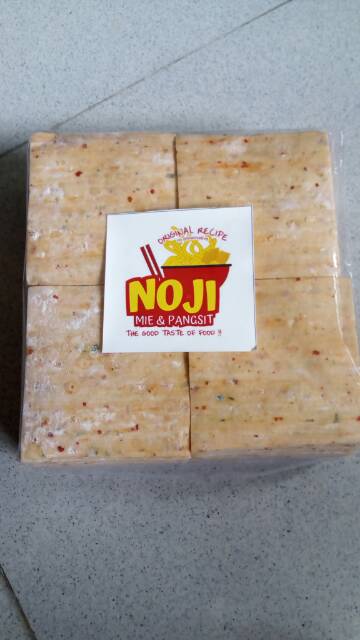 ORIGINAL RECIPE
NOJI
MIE & PANGSIT
THE GOOD TASTE OF FOOD !!